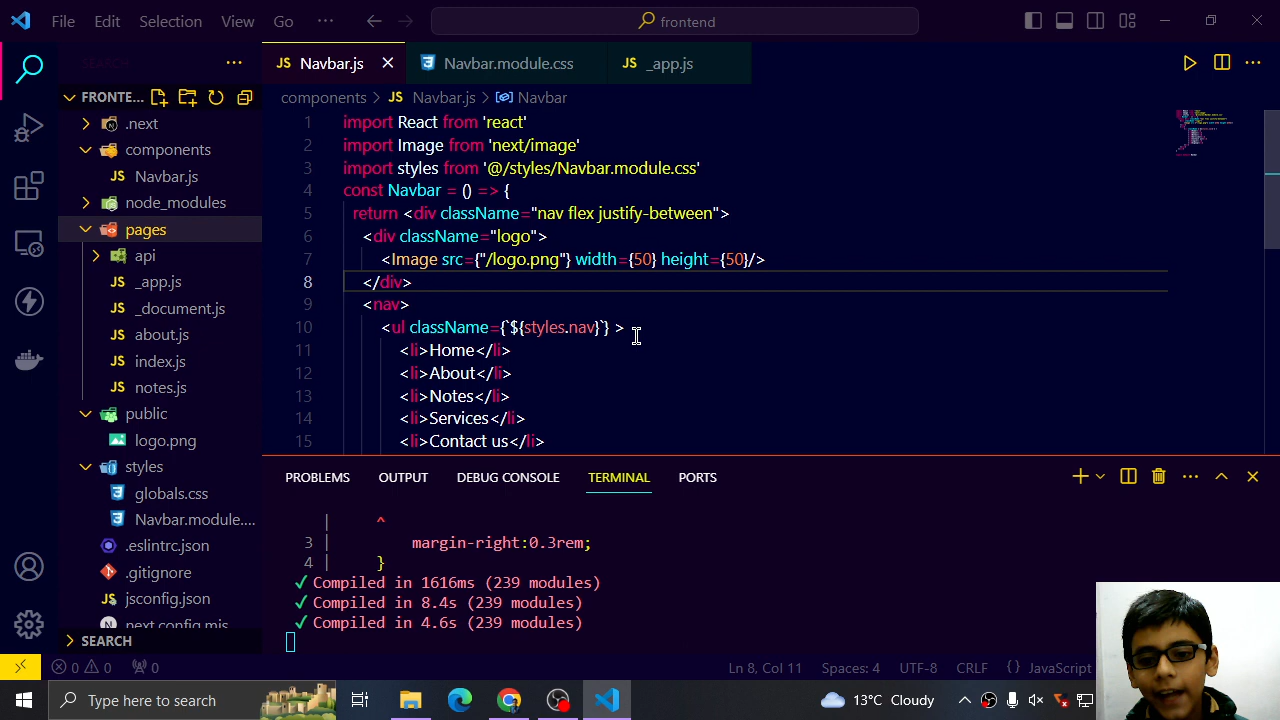 File Edit Selection View Go ··· frontend
SEARCH ···
Navbar.js Navbar.module.css _app.js ···
FRONTE...
components > Navbar.js > Navbar
.next
components
Navbar.js
node_modules
pages
api
_app.js
_document.js
about.js
index.js
notes.js
public
logo.png
styles
globals.css
Navbar.module....
.eslintrc.json
.gitignore
jsconfig.json
next.config.mjs
SEARCH
1 import React from 'react'
2 import Image from 'next/image'
3 import styles from '@/styles/Navbar.module.css'
4 const Navbar = () => {
5 return <div className="nav flex justify-between">
6 <div className="logo">
7 <Image src={"/logo.png"} width={50} height={50}/>
8 </div>
9 <nav>
10 <ul className={`${styles.nav}`} >
11 <li>Home</li>
12 <li>About</li>
13 <li>Notes</li>
14 <li>Services</li>
15 <li>Contact us</li>
PROBLEMS OUTPUT DEBUG CONSOLE TERMINAL PORTS ···
| ^
3 | margin-right:0.3rem;
4 | }
✓ Compiled in 1616ms (239 modules)
✓ Compiled in 8.4s (239 modules)
✓ Compiled in 4.6s (239 modules)
0 0 0 Ln 8, Col 11 Spaces: 4 UTF-8 CRLF {} JavaScript
Type here to search 13°C Cloudy